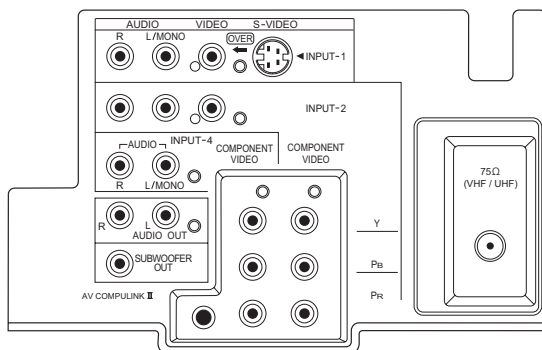 AUDIO VIDEO S-VIDEO
R L/MONO OVER
INPUT-1
INPUT-2
INPUT-4
AUDIO
R L/MONO
COMPONENT VIDEO
COMPONENT VIDEO
75Ω
(VHF / UHF)
R L
AUDIO OUT
Y
SUBWOOFER
OUT
PB
AV COMPULINK II
PR